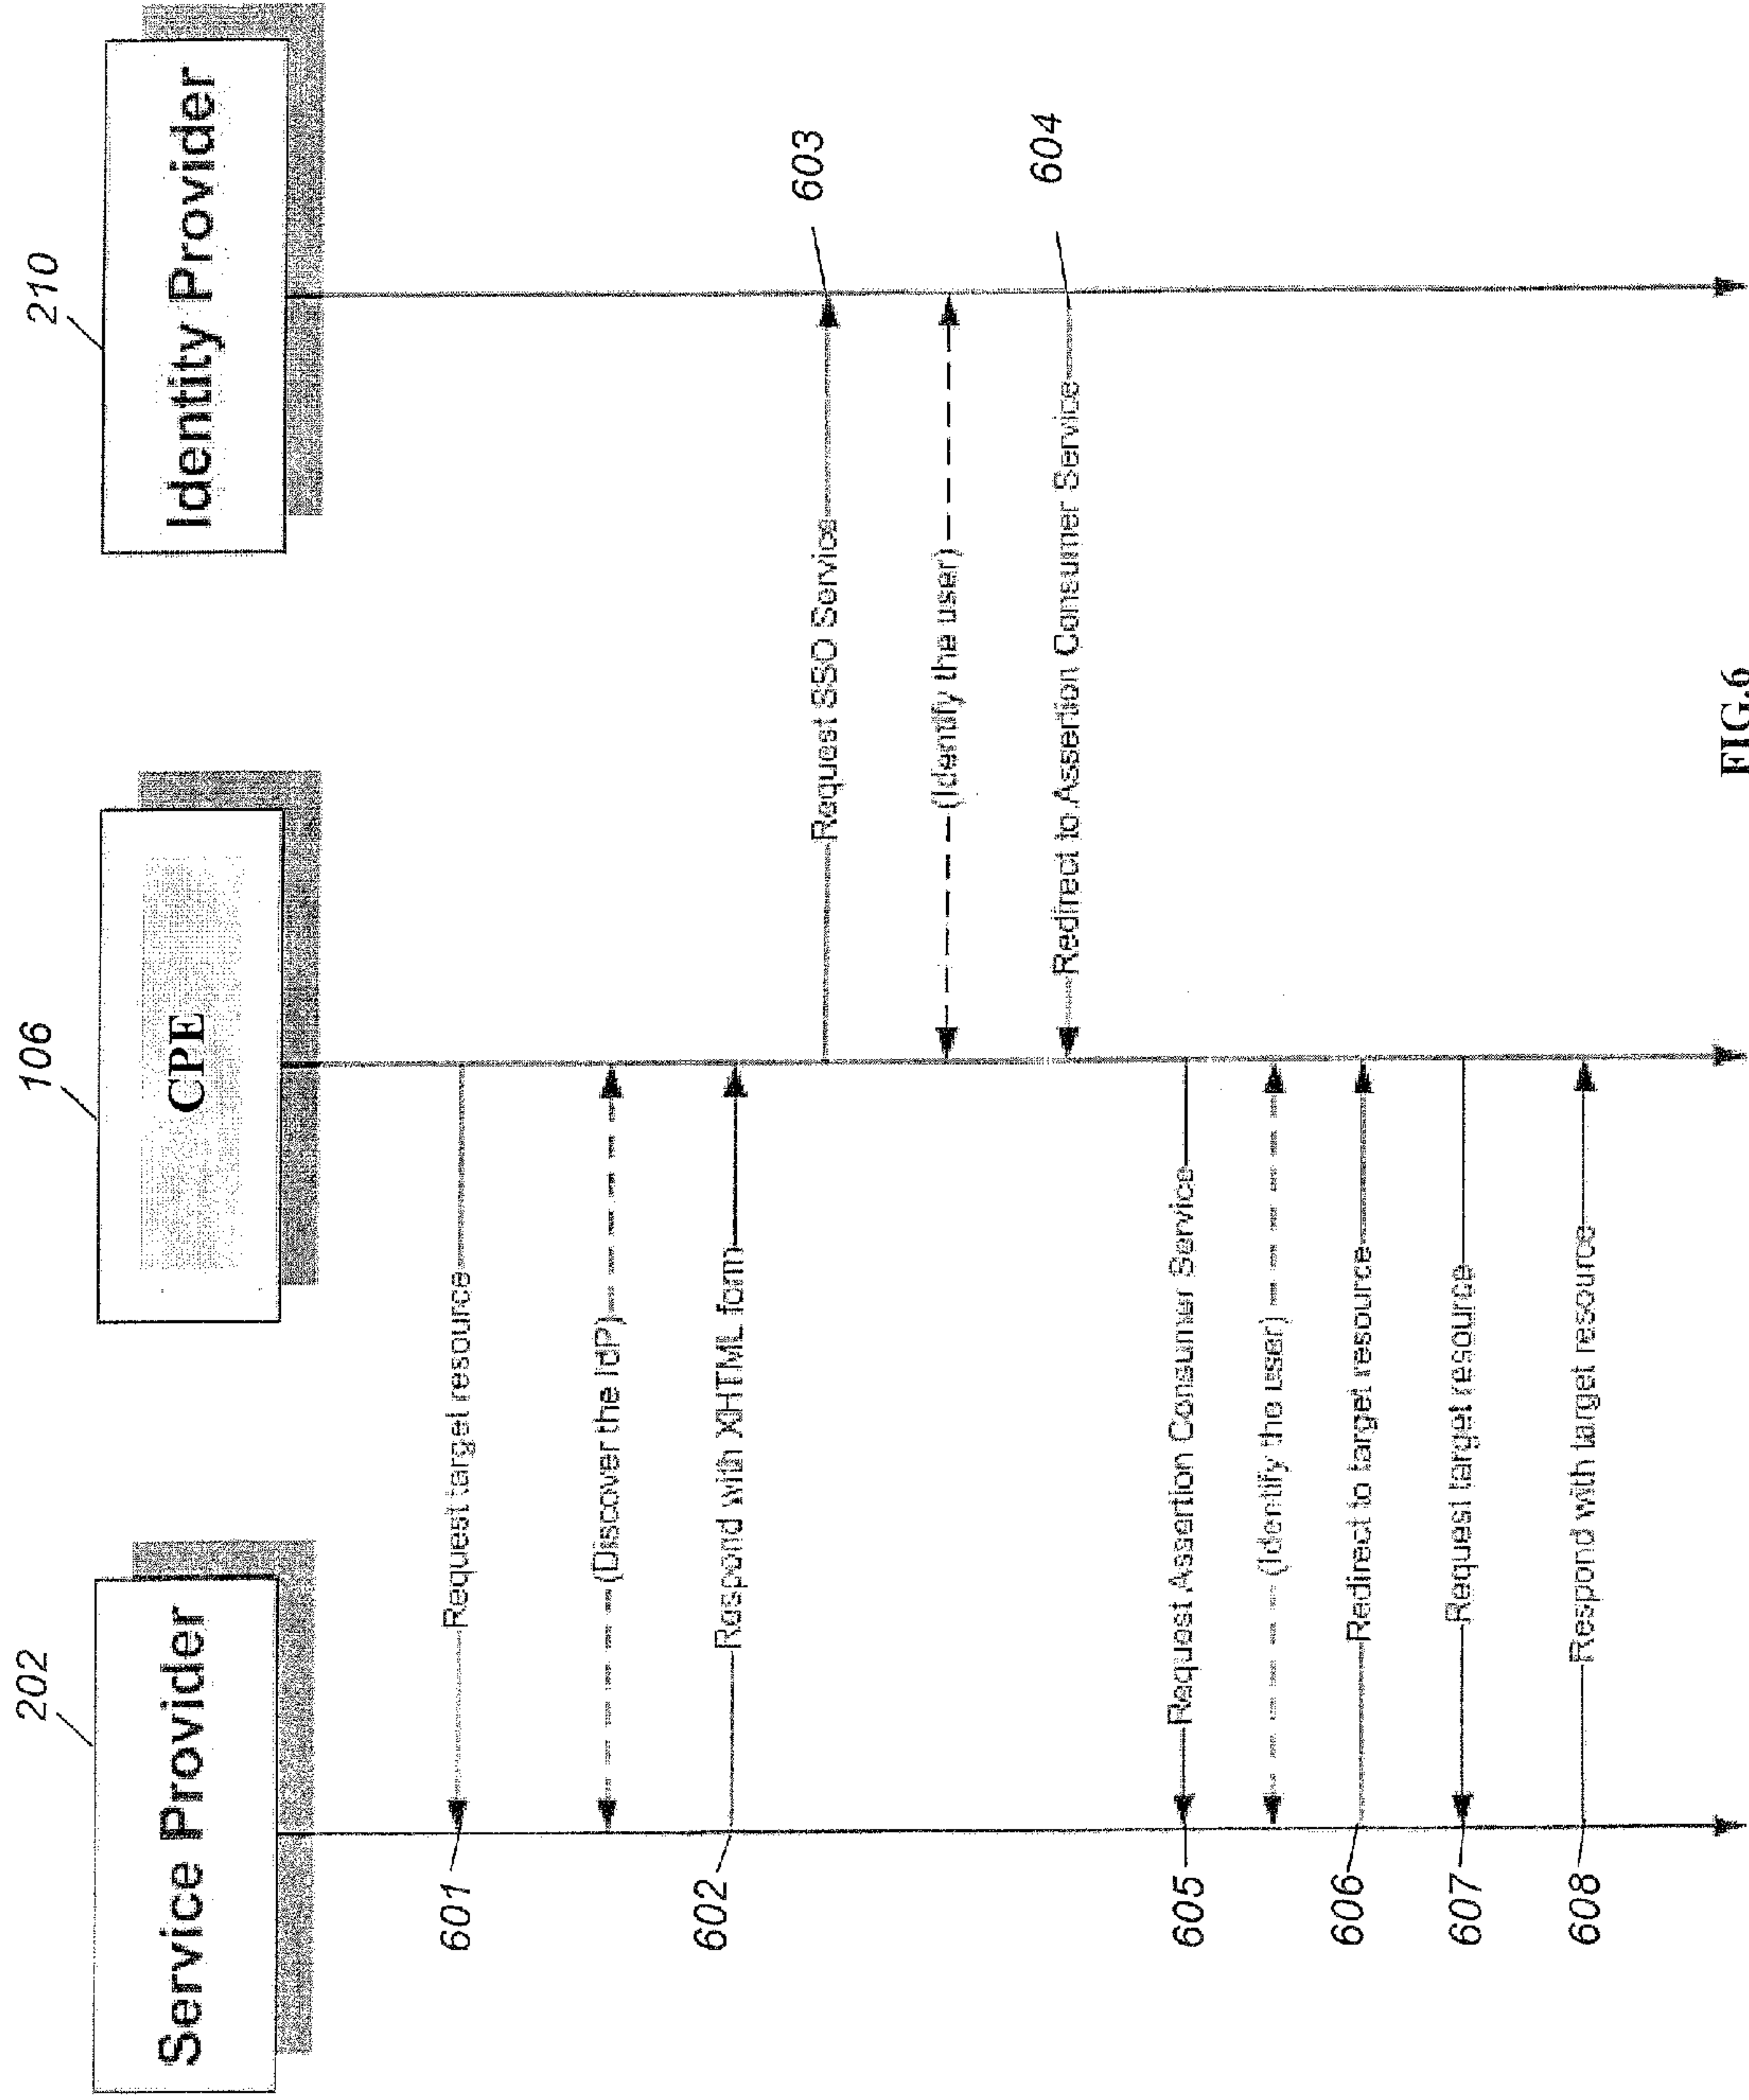 202
106
210
Service Provider
CPE
Identity Provider
601
Request target resource
(Discover the IdP)
602
Respond with XHTML form
Request SSO Service
603
(Identify the user)
Redirect to Assertion Consumer Service
604
605
Request Assertion Consumer Service
(Identify the user)
606
Redirect to target resource
607
Request target resource
608
Respond with target resource
FIG.6